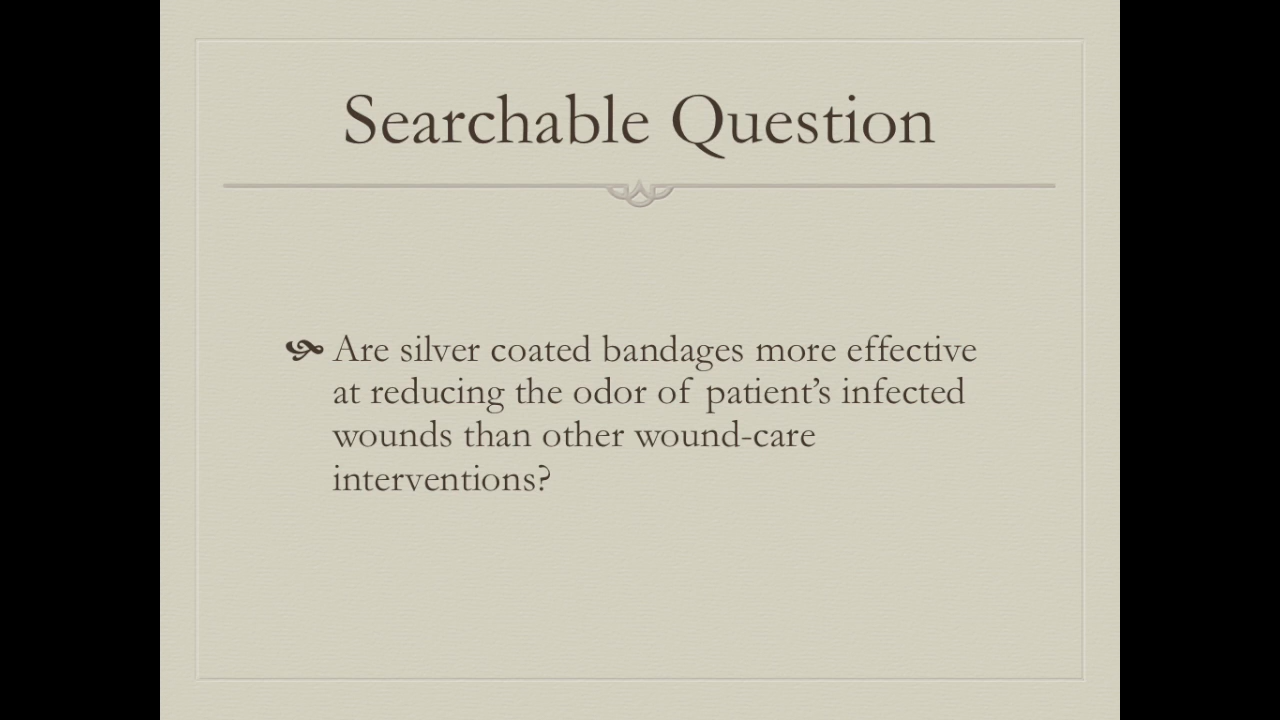 Searchable Question
Are silver coated bandages more effective
at reducing the odor of patient’s infected
wounds than other wound-care
interventions?